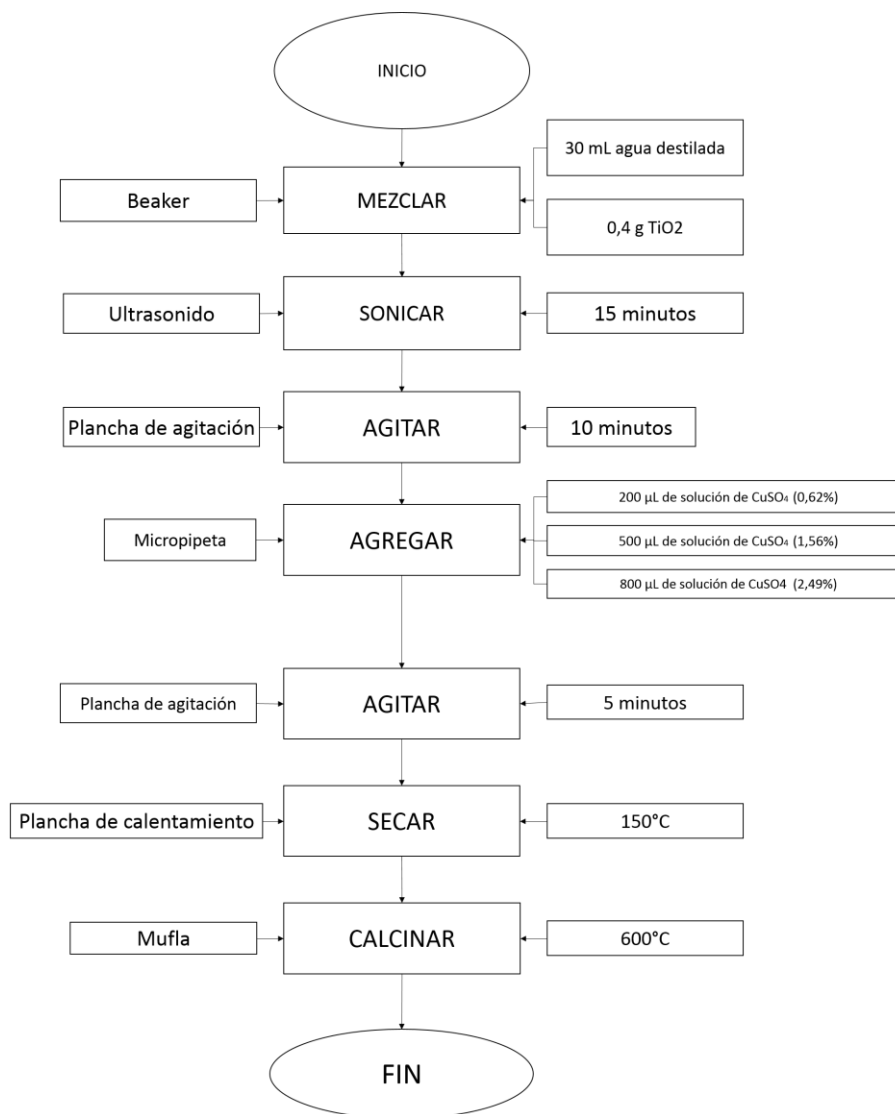 INICIO
30 mL agua destilada
Beaker
MEZCLAR
0,4 g TiO2
Ultrasonido
SONICAR
15 minutos
Plancha de agitación
AGITAR
10 minutos
200 µL de solución de CuSO₄ (0,62%)
Micropipeta
AGREGAR
500 µL de solución de CuSO₄ (1,56%)
800 µL de solución de CuSO4 (2,49%)
Plancha de agitación
AGITAR
5 minutos
Plancha de calentamiento
SECAR
150°C
Mufla
CALCINAR
600°C
FIN